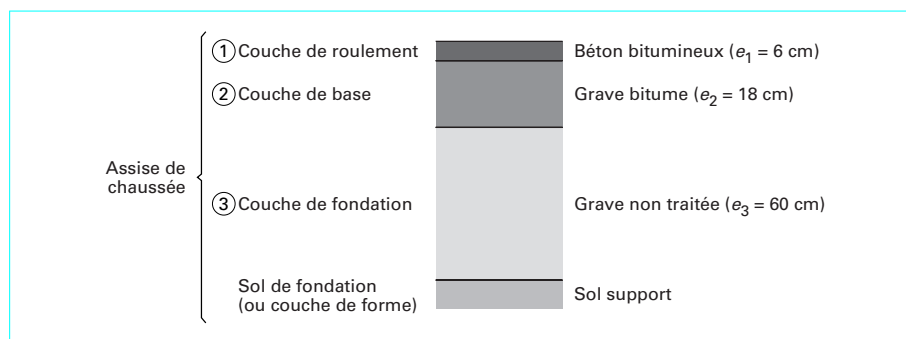 ① Couche de roulement Béton bitumineux (e1 = 6 cm)
② Couche de base Grave bitume (e2 = 18 cm)
Assise de
chaussée
③ Couche de fondation Grave non traitée (e3 = 60 cm)
Sol de fondation
(ou couche de forme) Sol support